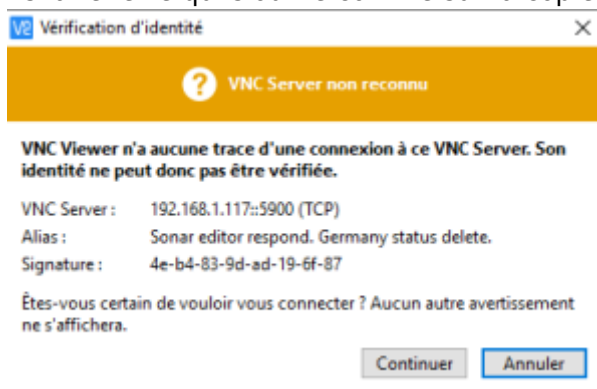 Vérification d'identité
VNC Server non reconnu
VNC Viewer n'a aucune trace d'une connexion à ce VNC Server. Son
identité ne peut donc pas être vérifiée.
VNC Server : 192.168.1.117::5900 (TCP)
Alias : Sonar editor respond. Germany status delete.
Signature : 4e-b4-83-9d-ad-19-6f-87
Êtes-vous certain de vouloir vous connecter ? Aucun autre avertissement
ne s'affichera.
Continuer Annuler